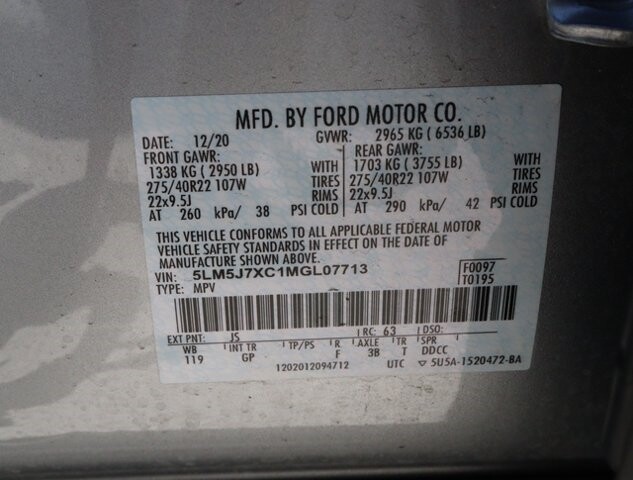 MFD. BY FORD MOTOR CO.
DATE: 12/20 GVWR: 2965 KG ( 6536 LB)
FRONT GAWR: REAR GAWR:
1338 KG ( 2950 LB) WITH 1703 KG ( 3755 LB) WITH
275/40R22 107W TIRES 275/40R22 107W TIRES
22x9.5J RIMS 22x9.5J RIMS
AT 260 kPa/ 38 PSI COLD AT 290 kPa/ 42 PSI COLD
THIS VEHICLE CONFORMS TO ALL APPLICABLE FEDERAL MOTOR
VEHICLE SAFETY STANDARDS IN EFFECT ON THE DATE OF
MANUFACTURE SHOWN ABOVE.
VIN: 5LM5J7XC1MGL07713 F0097
TYPE: MPV T0195
EXT PNT: JS RC: 63 DSO:
WB INT TR TP/PS R AXLE TR SPR
119 GP F 3B T DDCC
1202012094712 UTC ▽ 5U5A-1520472-BA